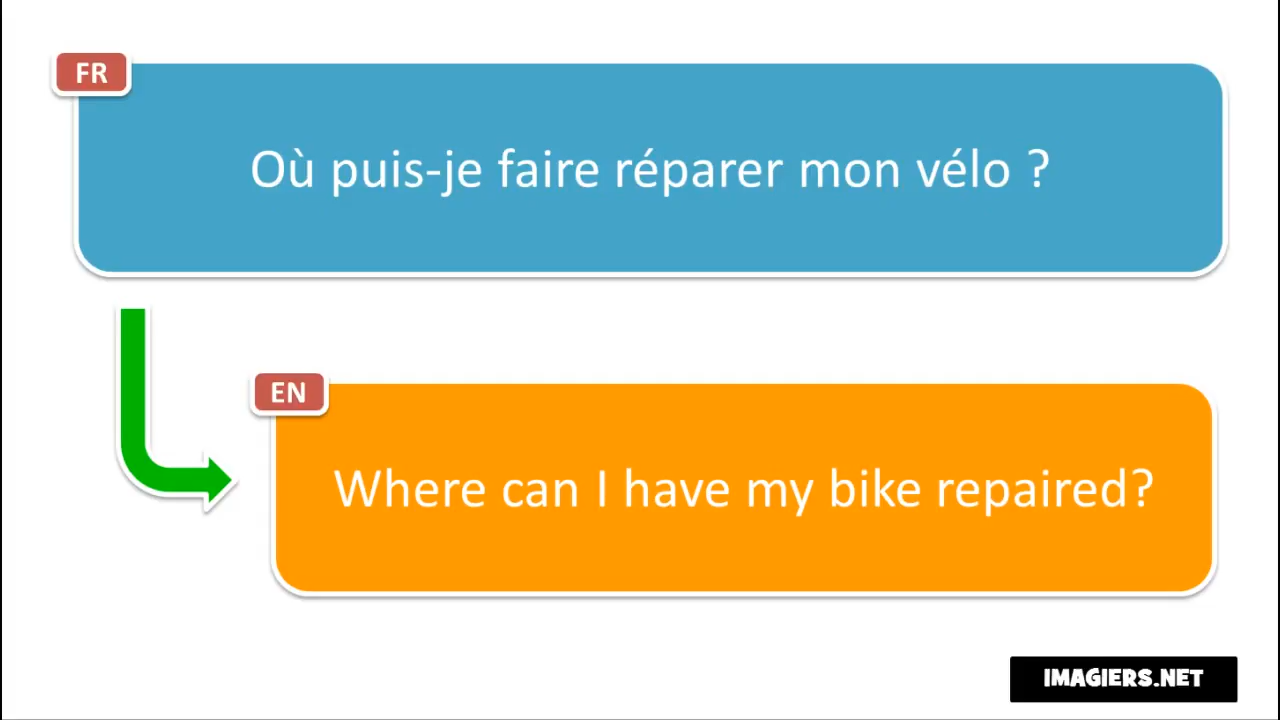 FR
Où puis-je faire réparer mon vélo ?
EN
Where can I have my bike repaired?
IMAGIERS.NET